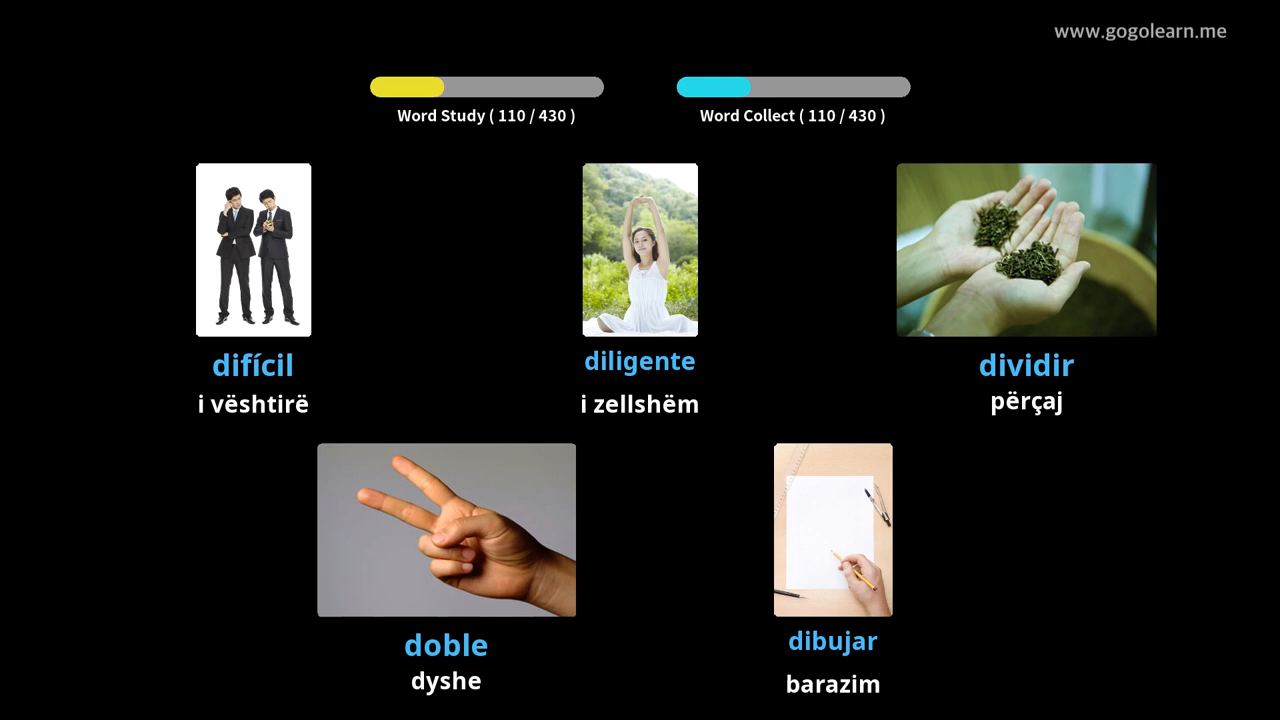 www.gogolearn.me
Word Study ( 110 / 430 )
Word Collect ( 110 / 430 )
difícil
i vështirë
diligente
i zellshëm
dividir
përçaj
doble
dyshe
dibujar
barazim